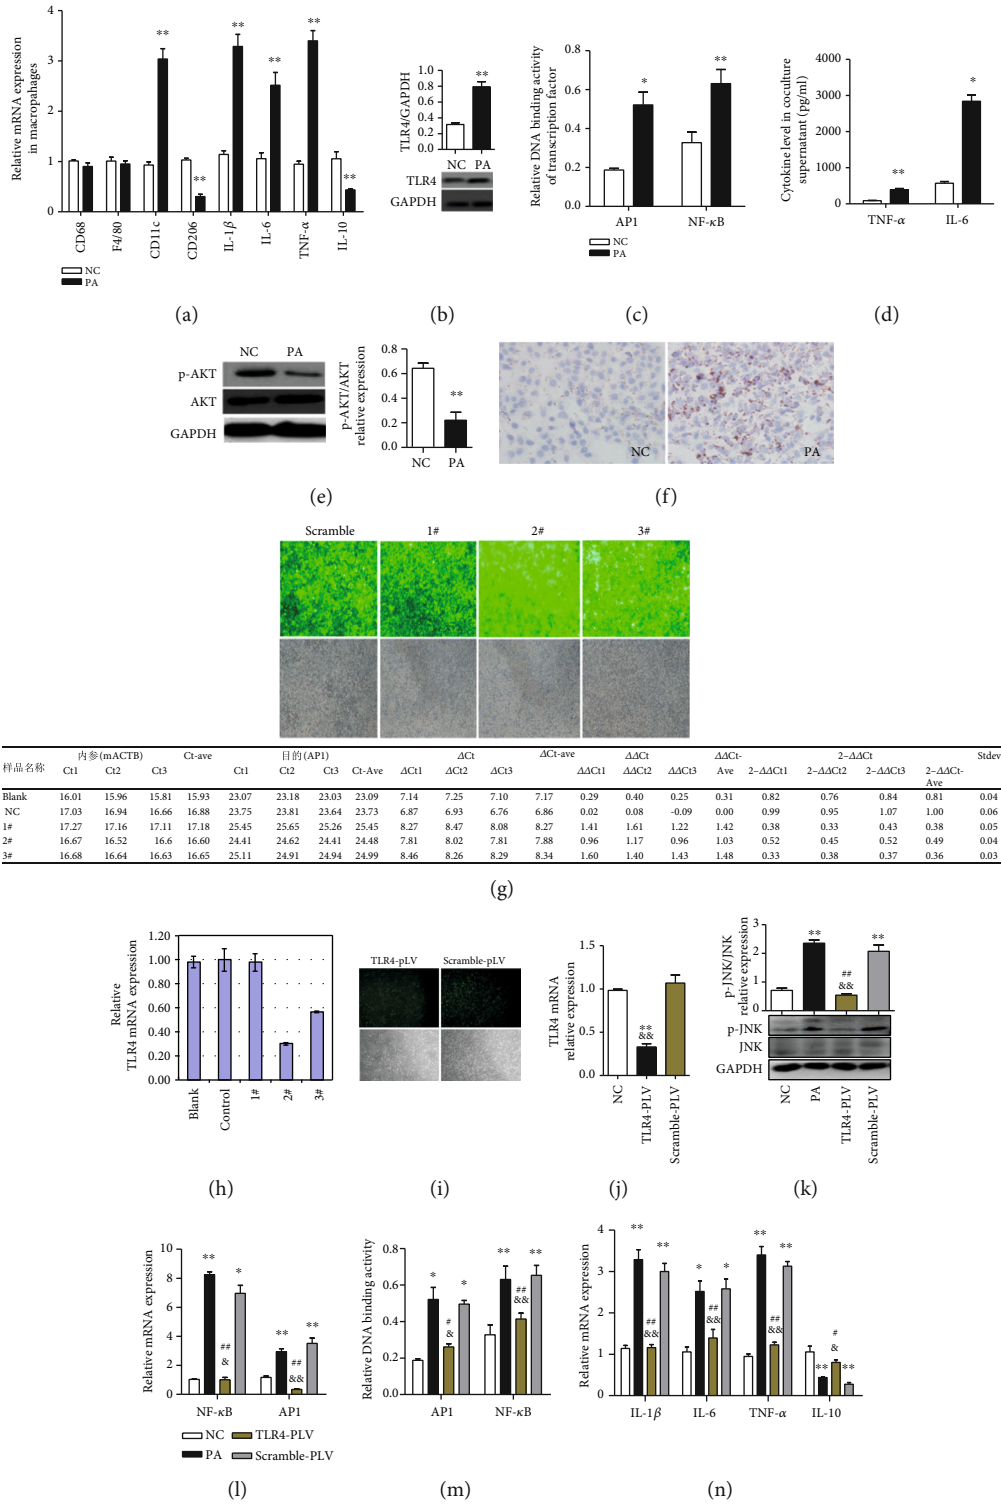 Relative mRNA expression
in macropahages
4
3
2
1
0
** ** ** ** ** **
CD68 F4/80 CD11c CD206 IL-1β IL-6 TNF-α IL-10
NC
PA
(a)
TLR4/GAPDH
1.0
0.8
0.6
0.4
0.2
0.0
**
NC PA
TLR4
GAPDH
(b)
Relative DNA binding activity
of transcription factor
0.8
0.6
0.4
0.2
0.0
* **
AP1 NF-κB
NC
PA
(c)
Cytokine level in coculture
supernatant (pg/ml)
4000
3000
2000
1000
0
** *
TNF-α IL-6
(d)
NC PA
p-AKT
AKT
GAPDH
p-AKT/AKT
relative expression
0.8
0.6
0.4
0.2
0.0
**
NC PA
(e)
NC PA
(f)
Scramble 1# 2# 3#
样品名称 内参(mACTB) Ct-ave 目的(AP1) ΔCt ΔCt-ave ΔΔCt ΔΔCt-Ave 2−ΔΔCt Stdev
Ct1 Ct2 Ct3 Ct1 Ct2 Ct3 Ct-Ave ΔCt1 ΔCt2 ΔCt3 ΔΔCt1 ΔΔCt2 ΔΔCt3 2−ΔΔCt1 2−ΔΔCt2 2−ΔΔCt3 2−ΔΔCt-Ave
Blank 16.01 15.96 15.81 15.93 23.07 23.18 23.03 23.09 7.14 7.25 7.10 7.17 0.29 0.40 0.25 0.31 0.82 0.76 0.84 0.81 0.04
NC 17.03 16.94 16.66 16.88 23.75 23.81 23.64 23.73 6.87 6.93 6.76 6.86 0.02 0.08 -0.09 0.00 0.99 0.95 1.07 1.00 0.06
1# 17.27 17.16 17.11 17.18 25.45 25.65 25.26 25.45 8.27 8.47 8.08 8.27 1.41 1.61 1.22 1.42 0.38 0.33 0.43 0.38 0.05
2# 16.67 16.52 16.6 16.60 24.41 24.62 24.41 24.48 7.81 8.02 7.81 7.88 0.96 1.17 0.96 1.03 0.52 0.45 0.52 0.49 0.04
3# 16.68 16.64 16.63 16.65 25.11 24.91 24.94 24.99 8.46 8.26 8.29 8.34 1.60 1.40 1.43 1.48 0.33 0.38 0.37 0.36 0.03
(g)
Relative
TLR4 mRNA expression
1.20
1.00
0.80
0.60
0.40
0.20
0.00
Blank Control 1# 2# 3#
(h)
TLR4-pLV Scramble-pLV
(i)
TLR4 mRNA
relative expression
1.5
1.0
0.5
0.0
**
&&
NC TLR4-PLV Scramble-PLV
(j)
p-JNK/JNK
relative expression
3
2
1
0
** ## && **
p-JNK
JNK
GAPDH
NC PA TLR4-PLV Scramble-PLV
(k)
Relative mRNA expression
10
8
6
4
2
0
** ## & * ** ## && **
NF-κB AP1
NC TLR4-PLV
PA Scramble-PLV
(l)
Relative DNA binding activity
0.8
0.6
0.4
0.2
0.0
* # & * ** ## && **
AP1 NF-κB
(m)
Relative mRNA expression
4
3
2
1
0
** ## && ** * ## && * ** ## && ** ** # & **
IL-1β IL-6 TNF-α IL-10
(n)